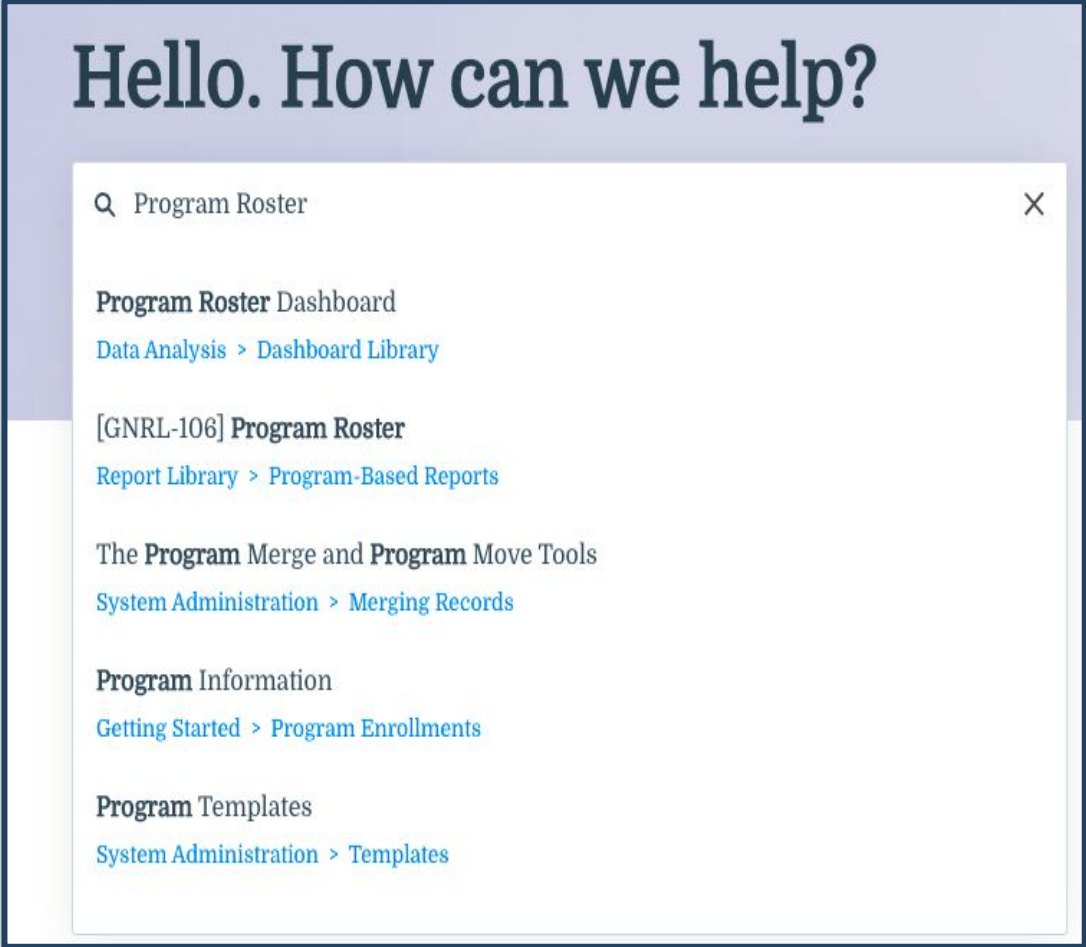 Hello. How can we help?
Program Roster
Program Roster Dashboard
Data Analysis > Dashboard Library
[GNRL-106] Program Roster
Report Library > Program-Based Reports
The Program Merge and Program Move Tools
System Administration > Merging Records
Program Information
Getting Started > Program Enrollments
Program Templates
System Administration > Templates